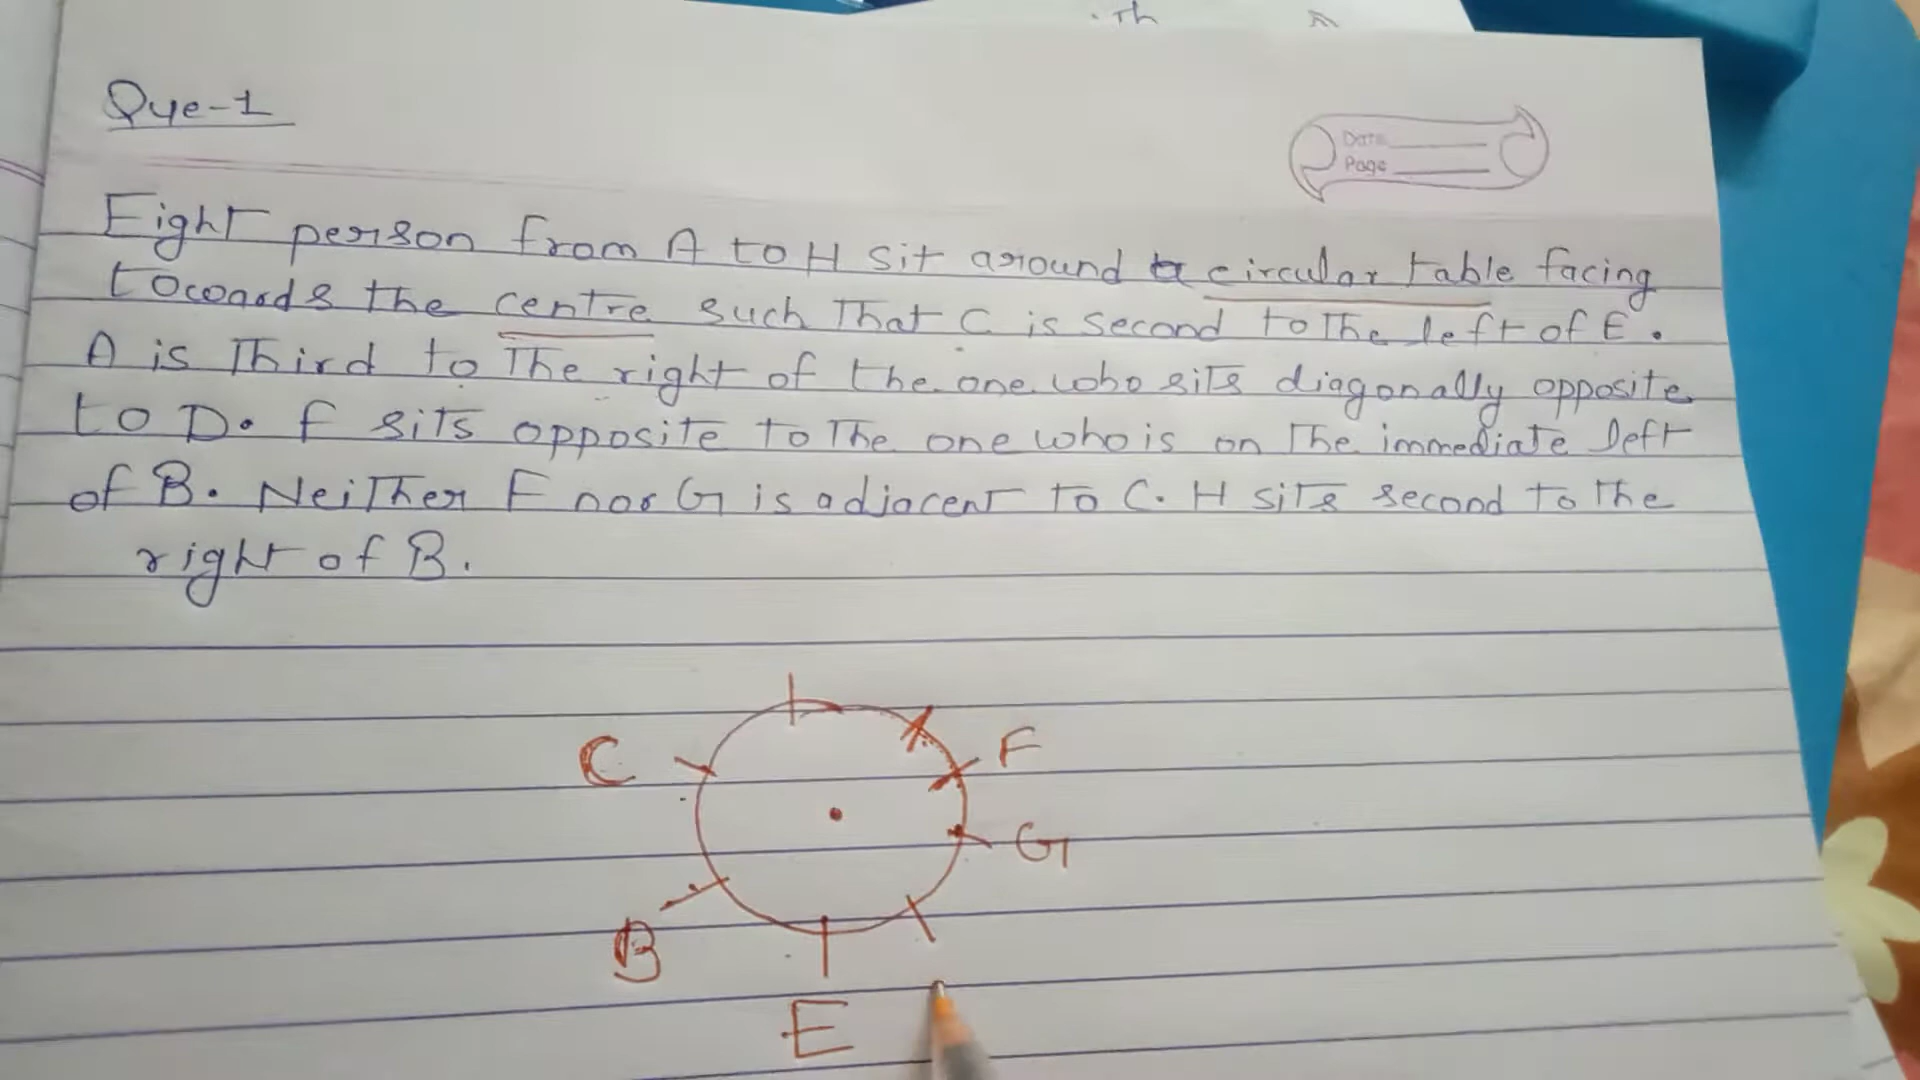 . Th
Que-1
Date
Page
Eight person from A to H sit around a circular table facing
towards the centre such that C is second to the left of E.
A is Third to The right of the one who sits diagonally opposite
to D. F sits opposite to The one who is on The immediate left
of B. Neither F nor G is adjacent to C. H sits second to the
right of B.
C
F
G
B
E